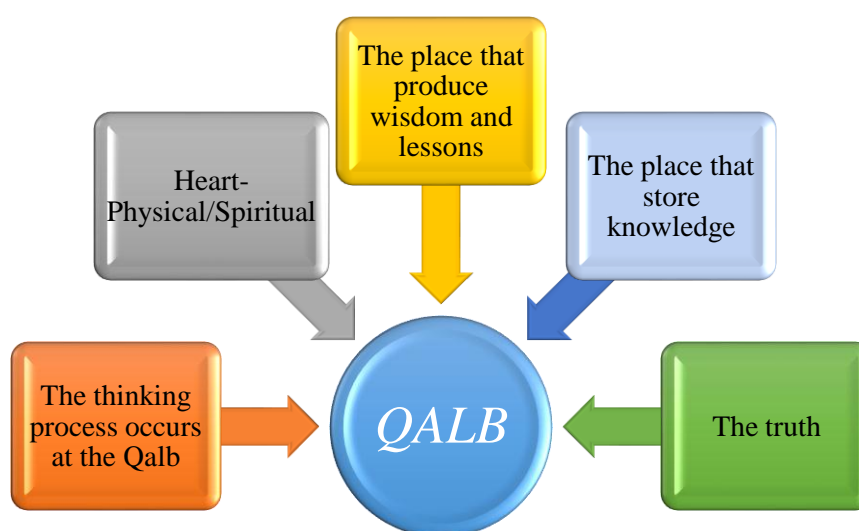 The place that
produce
wisdom and
lessons
Heart-
Physical/Spiritual
The place that
store
knowledge
The thinking
process occurs
at the Qalb
QALB
The truth